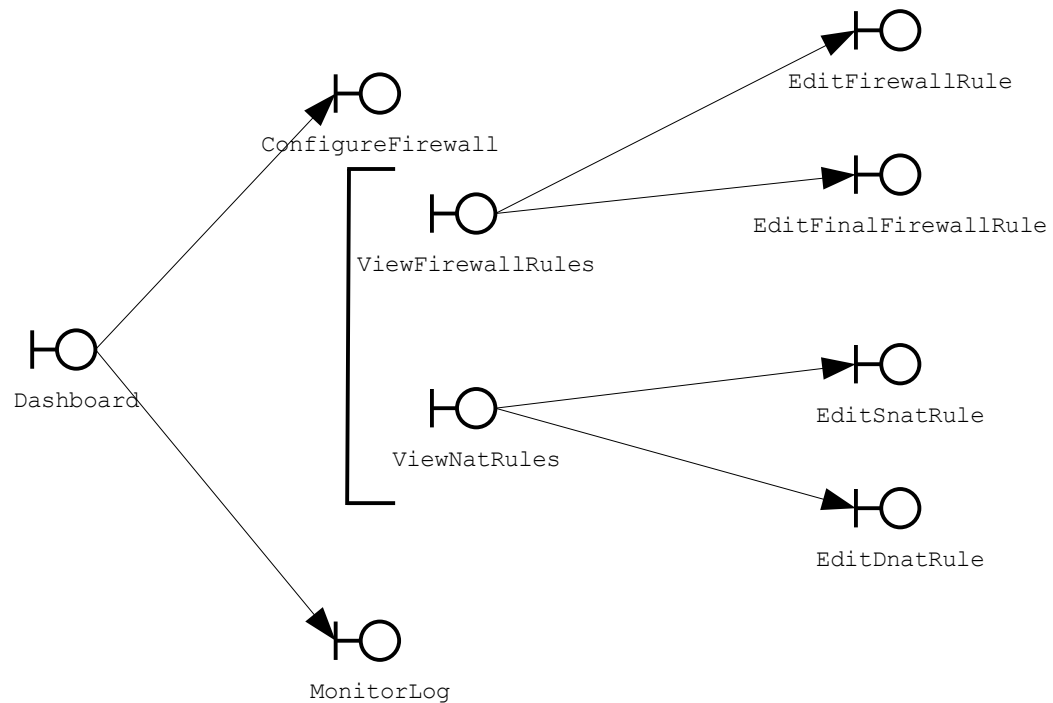 EditFirewallRule
ConfigureFirewall
EditFinalFirewallRule
ViewFirewallRules
Dashboard
EditSnatRule
ViewNatRules
EditDnatRule
MonitorLog